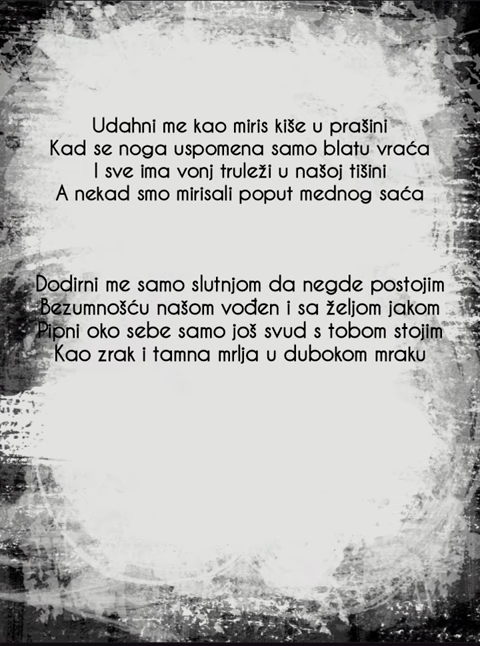 Udahni me kao miris kiše u prašini
Kad se noga uspomena samo blatu vraća
I sve ima vonj truleži u našoj tišini
A nekad smo mirisali poput mednog saća
Dodirni me samo slutnjom da negde postojim
Bezumnošću našom vođen i sa željom jakom
Pipni oko sebe samo još svud s tobom stojim
Kao zrak i tamna mrlja u dubokom mraku